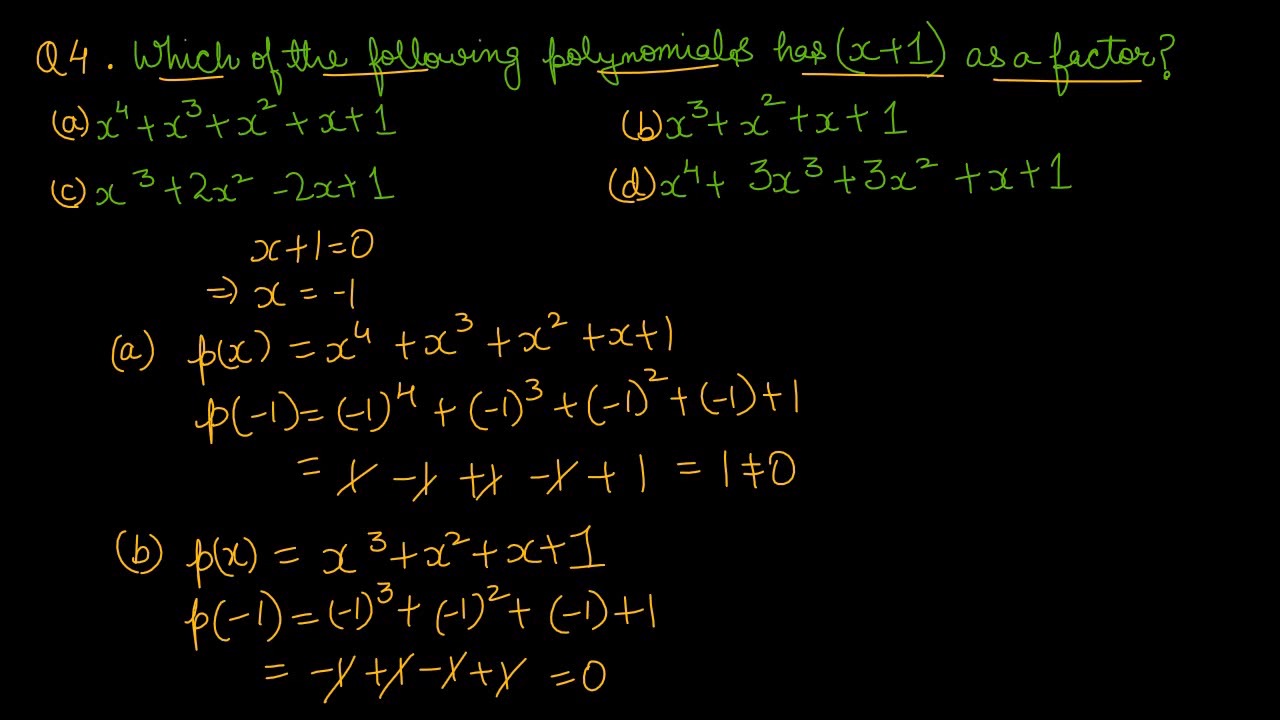 Q4. Which of the following polynomials has (x+1) as a factor?
(a) x⁴+x³+x²+x+1 (b) x³+x²+x+1
(c) x³+2x²-2x+1 (d) x⁴+3x³+3x²+x+1
x+1=0
⇒ x = -1
(a) p(x) = x⁴+x³+x²+x+1
p(-1) = (-1)⁴+(-1)³+(-1)²+(-1)+1
= 1-1+1-1+1 = 1≠0
(b) p(x) = x³+x²+x+1
p(-1) = (-1)³+(-1)²+(-1)+1
= -1+1-1+1 = 0